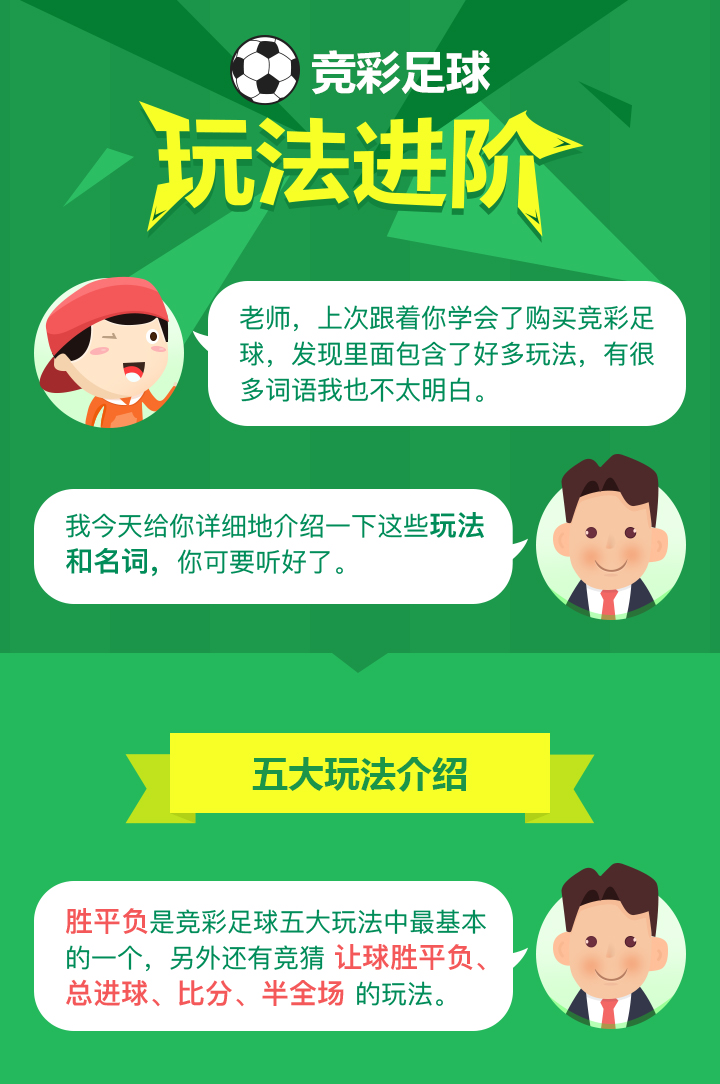 竞彩足球
玩法进阶
老师，上次跟着你学会了购买竞彩足
球，发现里面包含了好多玩法，有很
多词语我也不太明白。
我今天给你详细地介绍一下这些玩法
和名词，你可要听好了。
五大玩法介绍
胜平负是竞彩足球五大玩法中最基本
的一个，另外还有竞猜 让球胜平负、
总进球、比分、半全场 的玩法。